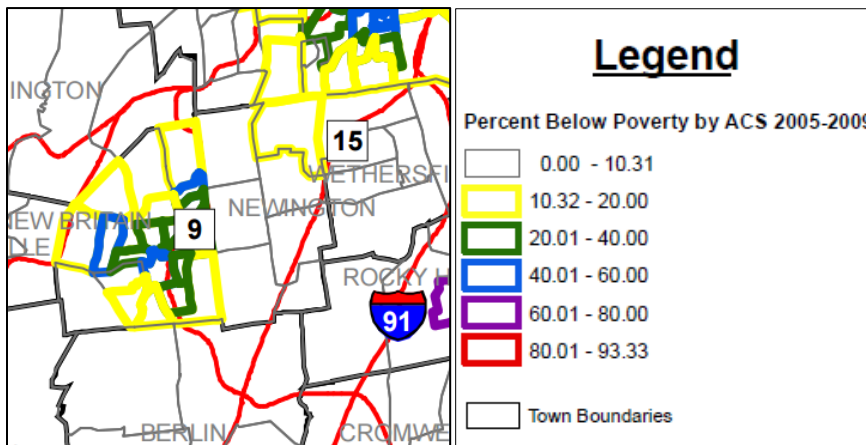 INGTON
15
WETHERSFI
NEW BRITAIN
9
NEWINGTON
TLE
ROCKY H
91
BERLIN
CROMWE
Legend
Percent Below Poverty by ACS 2005-2009
0.00 - 10.31
10.32 - 20.00
20.01 - 40.00
40.01 - 60.00
60.01 - 80.00
80.01 - 93.33
Town Boundaries